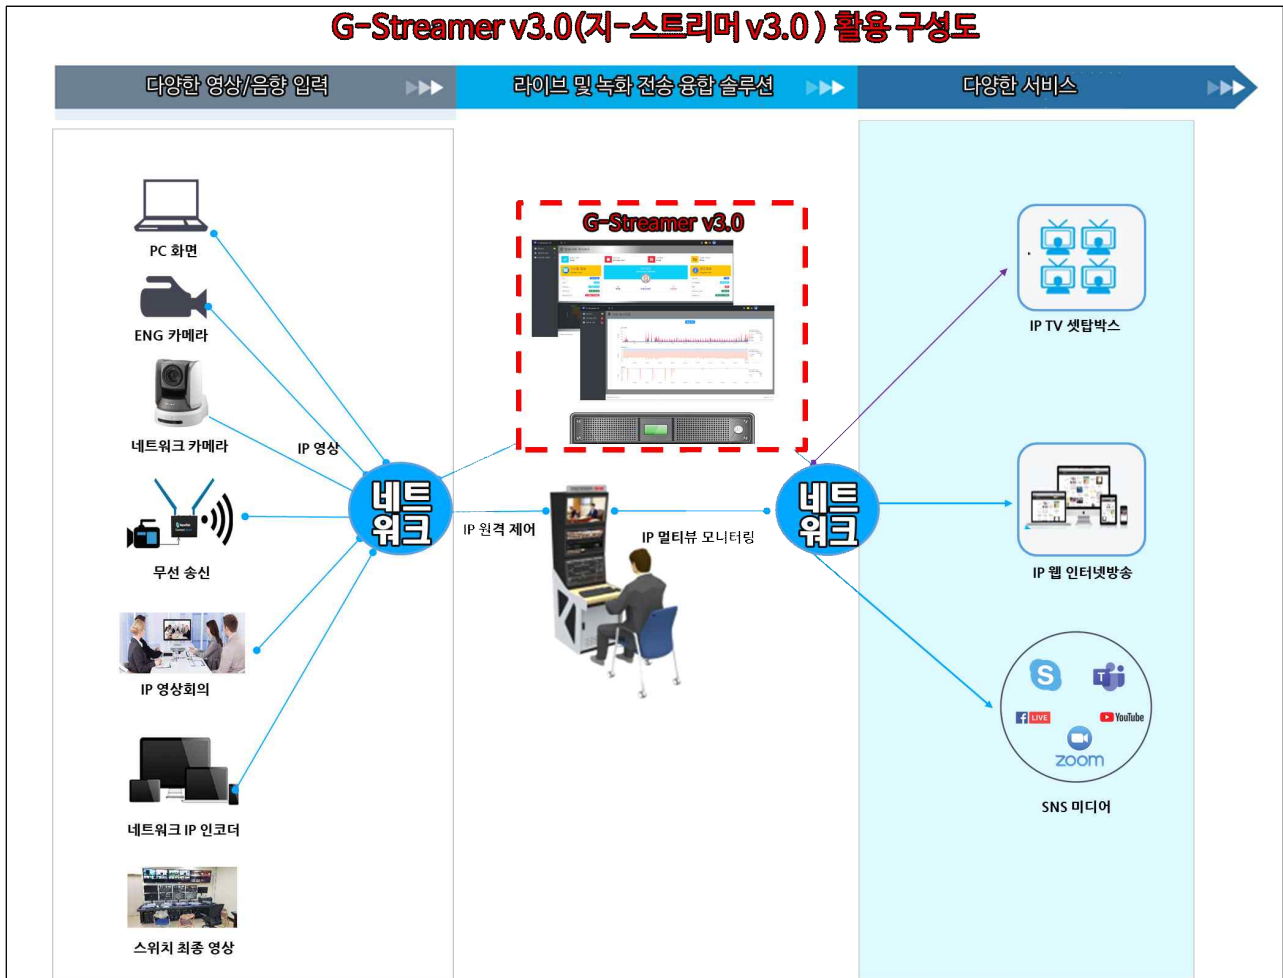 G-Streamer v3.0(지-스트리머 v3.0 ) 활용 구성도
다양한 영상/음향 입력
라이브 및 녹화 전송 융합 솔루션
다양한 서비스
PC 화면
ENG 카메라
네트워크 카메라
IP 영상
무선 송신
IP 영상회의
네트워크 IP 인코더
스위치 최종 영상
네트
워크
G-Streamer v3.0
IP 원격 제어
IP 멀티뷰 모니터링
네트
워크
IP TV 셋탑박스
IP 웹 인터넷방송
S
T
f LIVE
YouTube
zoom
SNS 미디어